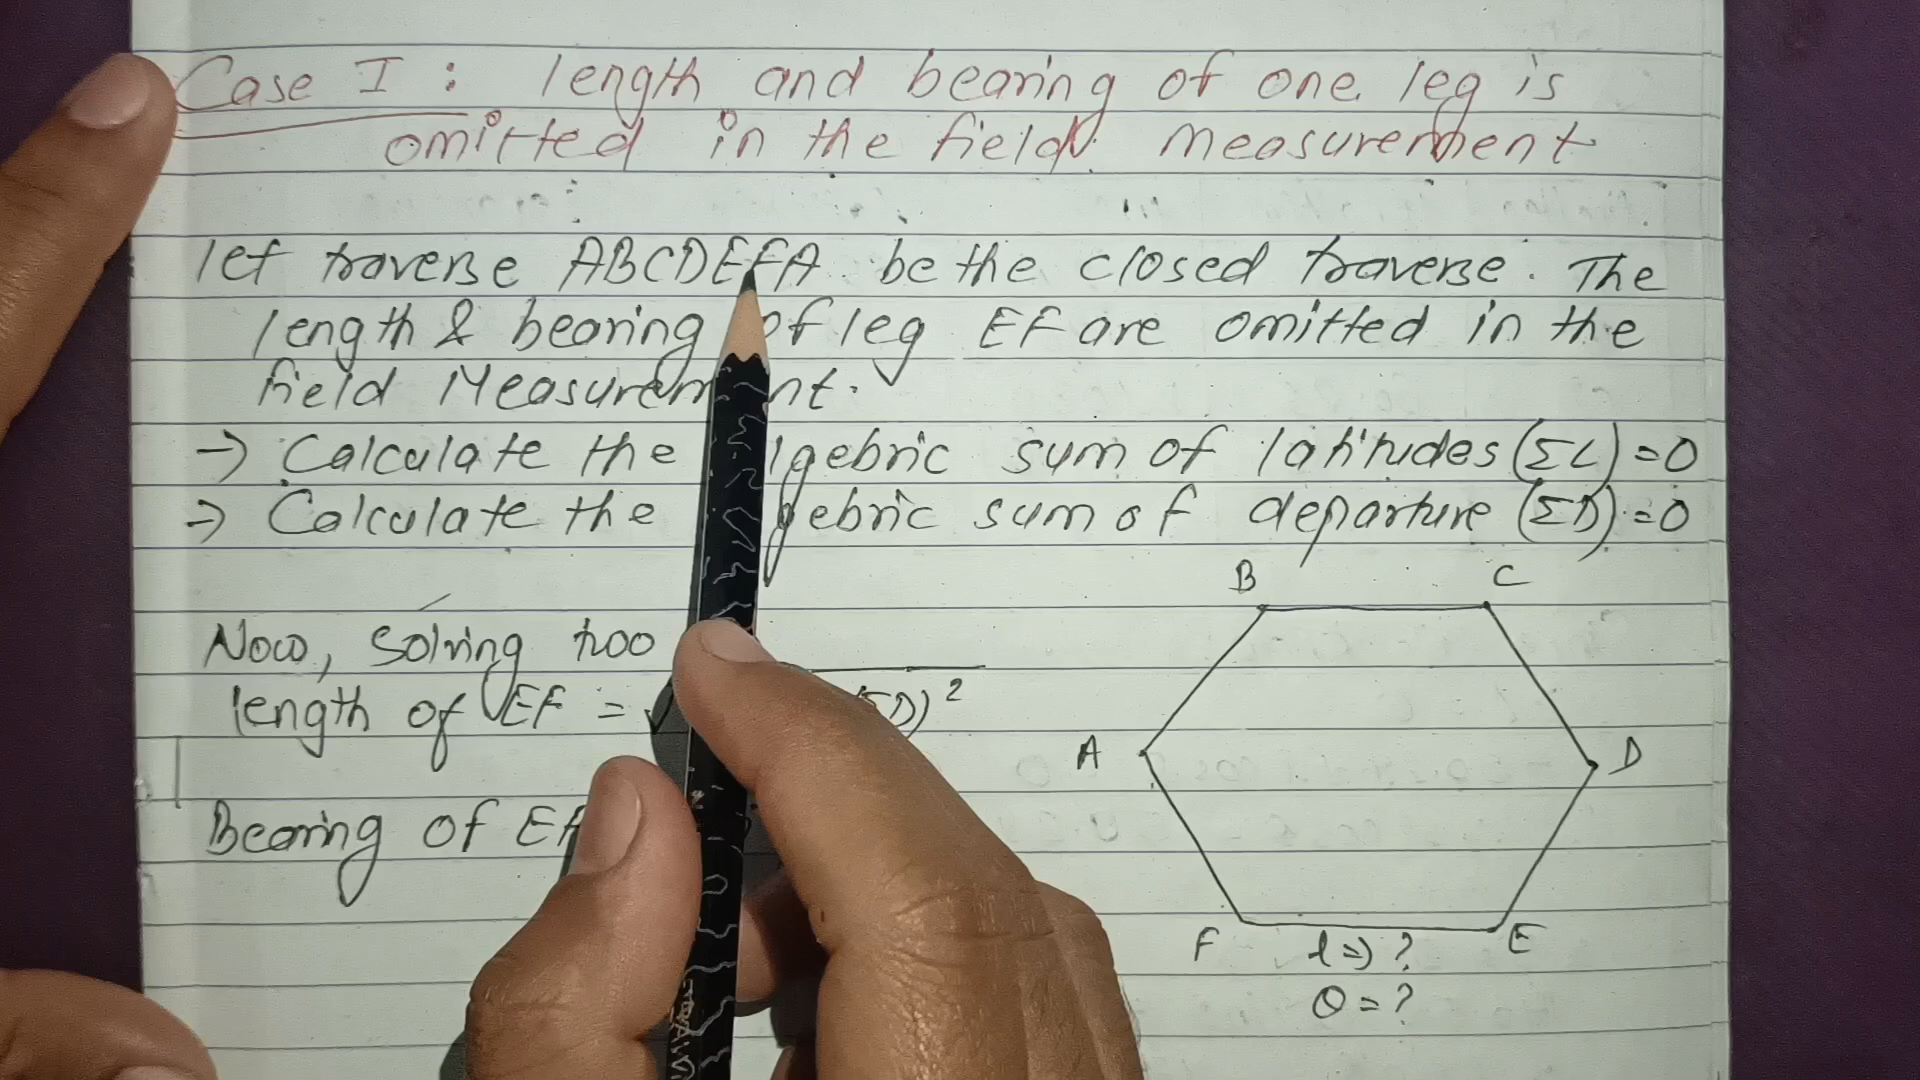 Case I : length and bearing of one leg is
omitted in the field measurement
let traverse ABCDEFA be the closed traverse. The
length & bearing of leg EF are omitted in the
field Measurement.
→ Calculate the algebric sum of latitudes (ΣL) = 0
→ Calculate the algebric sum of departure (ΣD) = 0
B C
Now, solving two
length of EF = √ (ΣD)²
A D
Bearing of EF
F l => ? E
θ = ?